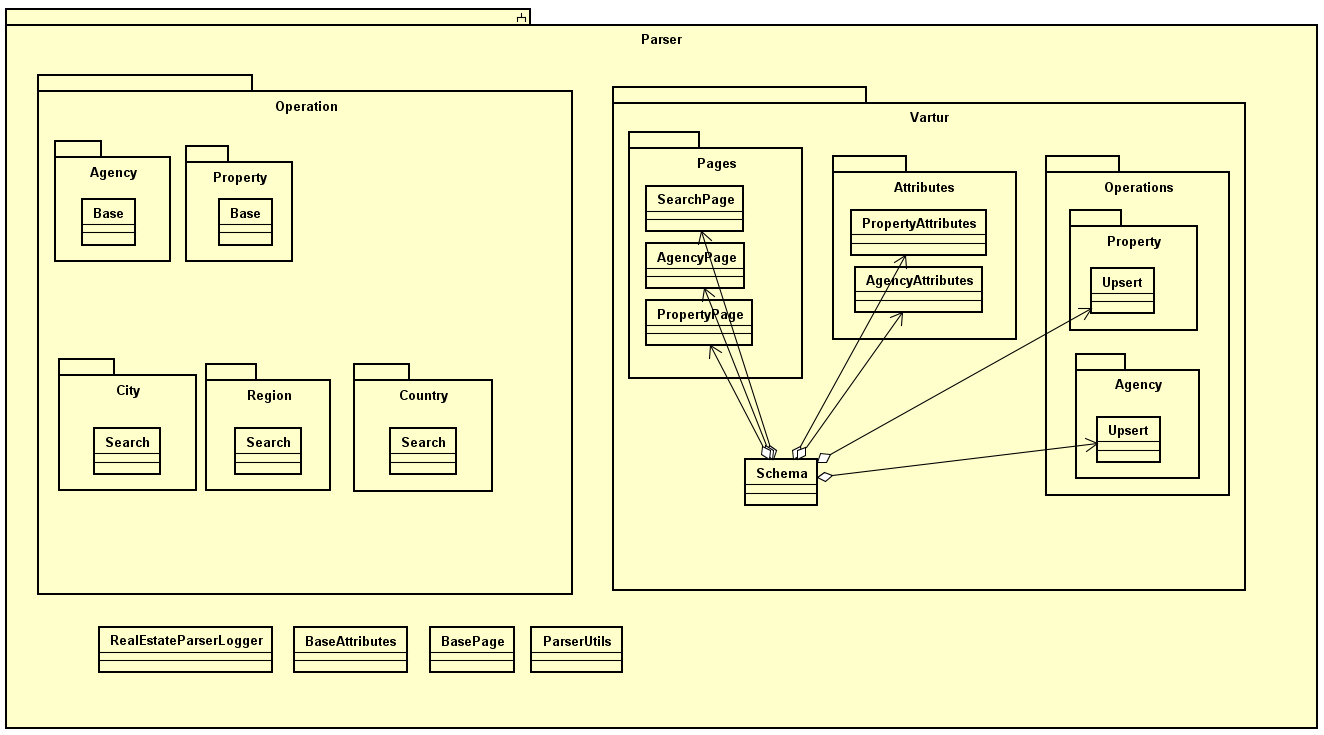 Parser
Operation
Agency
Base
Property
Base
City
Search
Region
Search
Country
Search
Vartur
Pages
SearchPage
AgencyPage
PropertyPage
Attributes
PropertyAttributes
AgencyAttributes
Operations
Property
Upsert
Agency
Upsert
Schema
RealEstateParserLogger
BaseAttributes
BasePage
ParserUtils